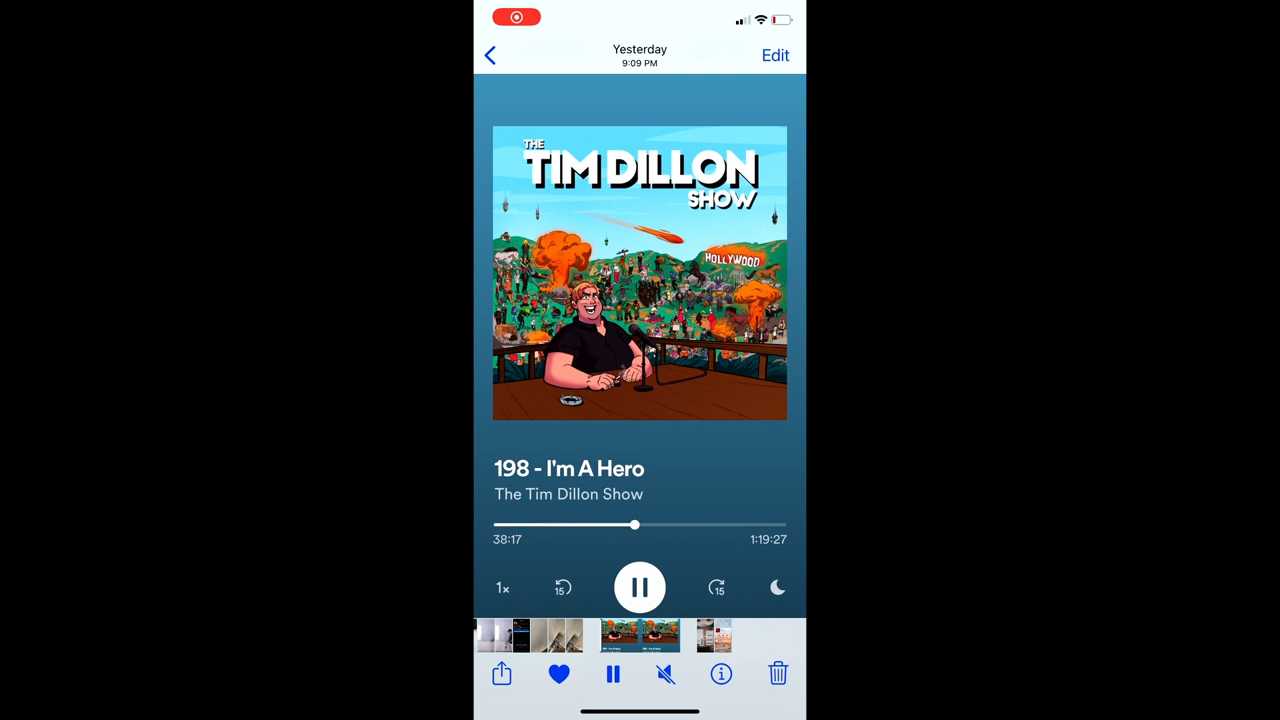 Yesterday
9:09 PM
Edit
THE
TIM DILLON
SHOW
HOLLYWOOD
198 - I'm A Hero
The Tim Dillon Show
38:17
1:19:27
1x
15
15